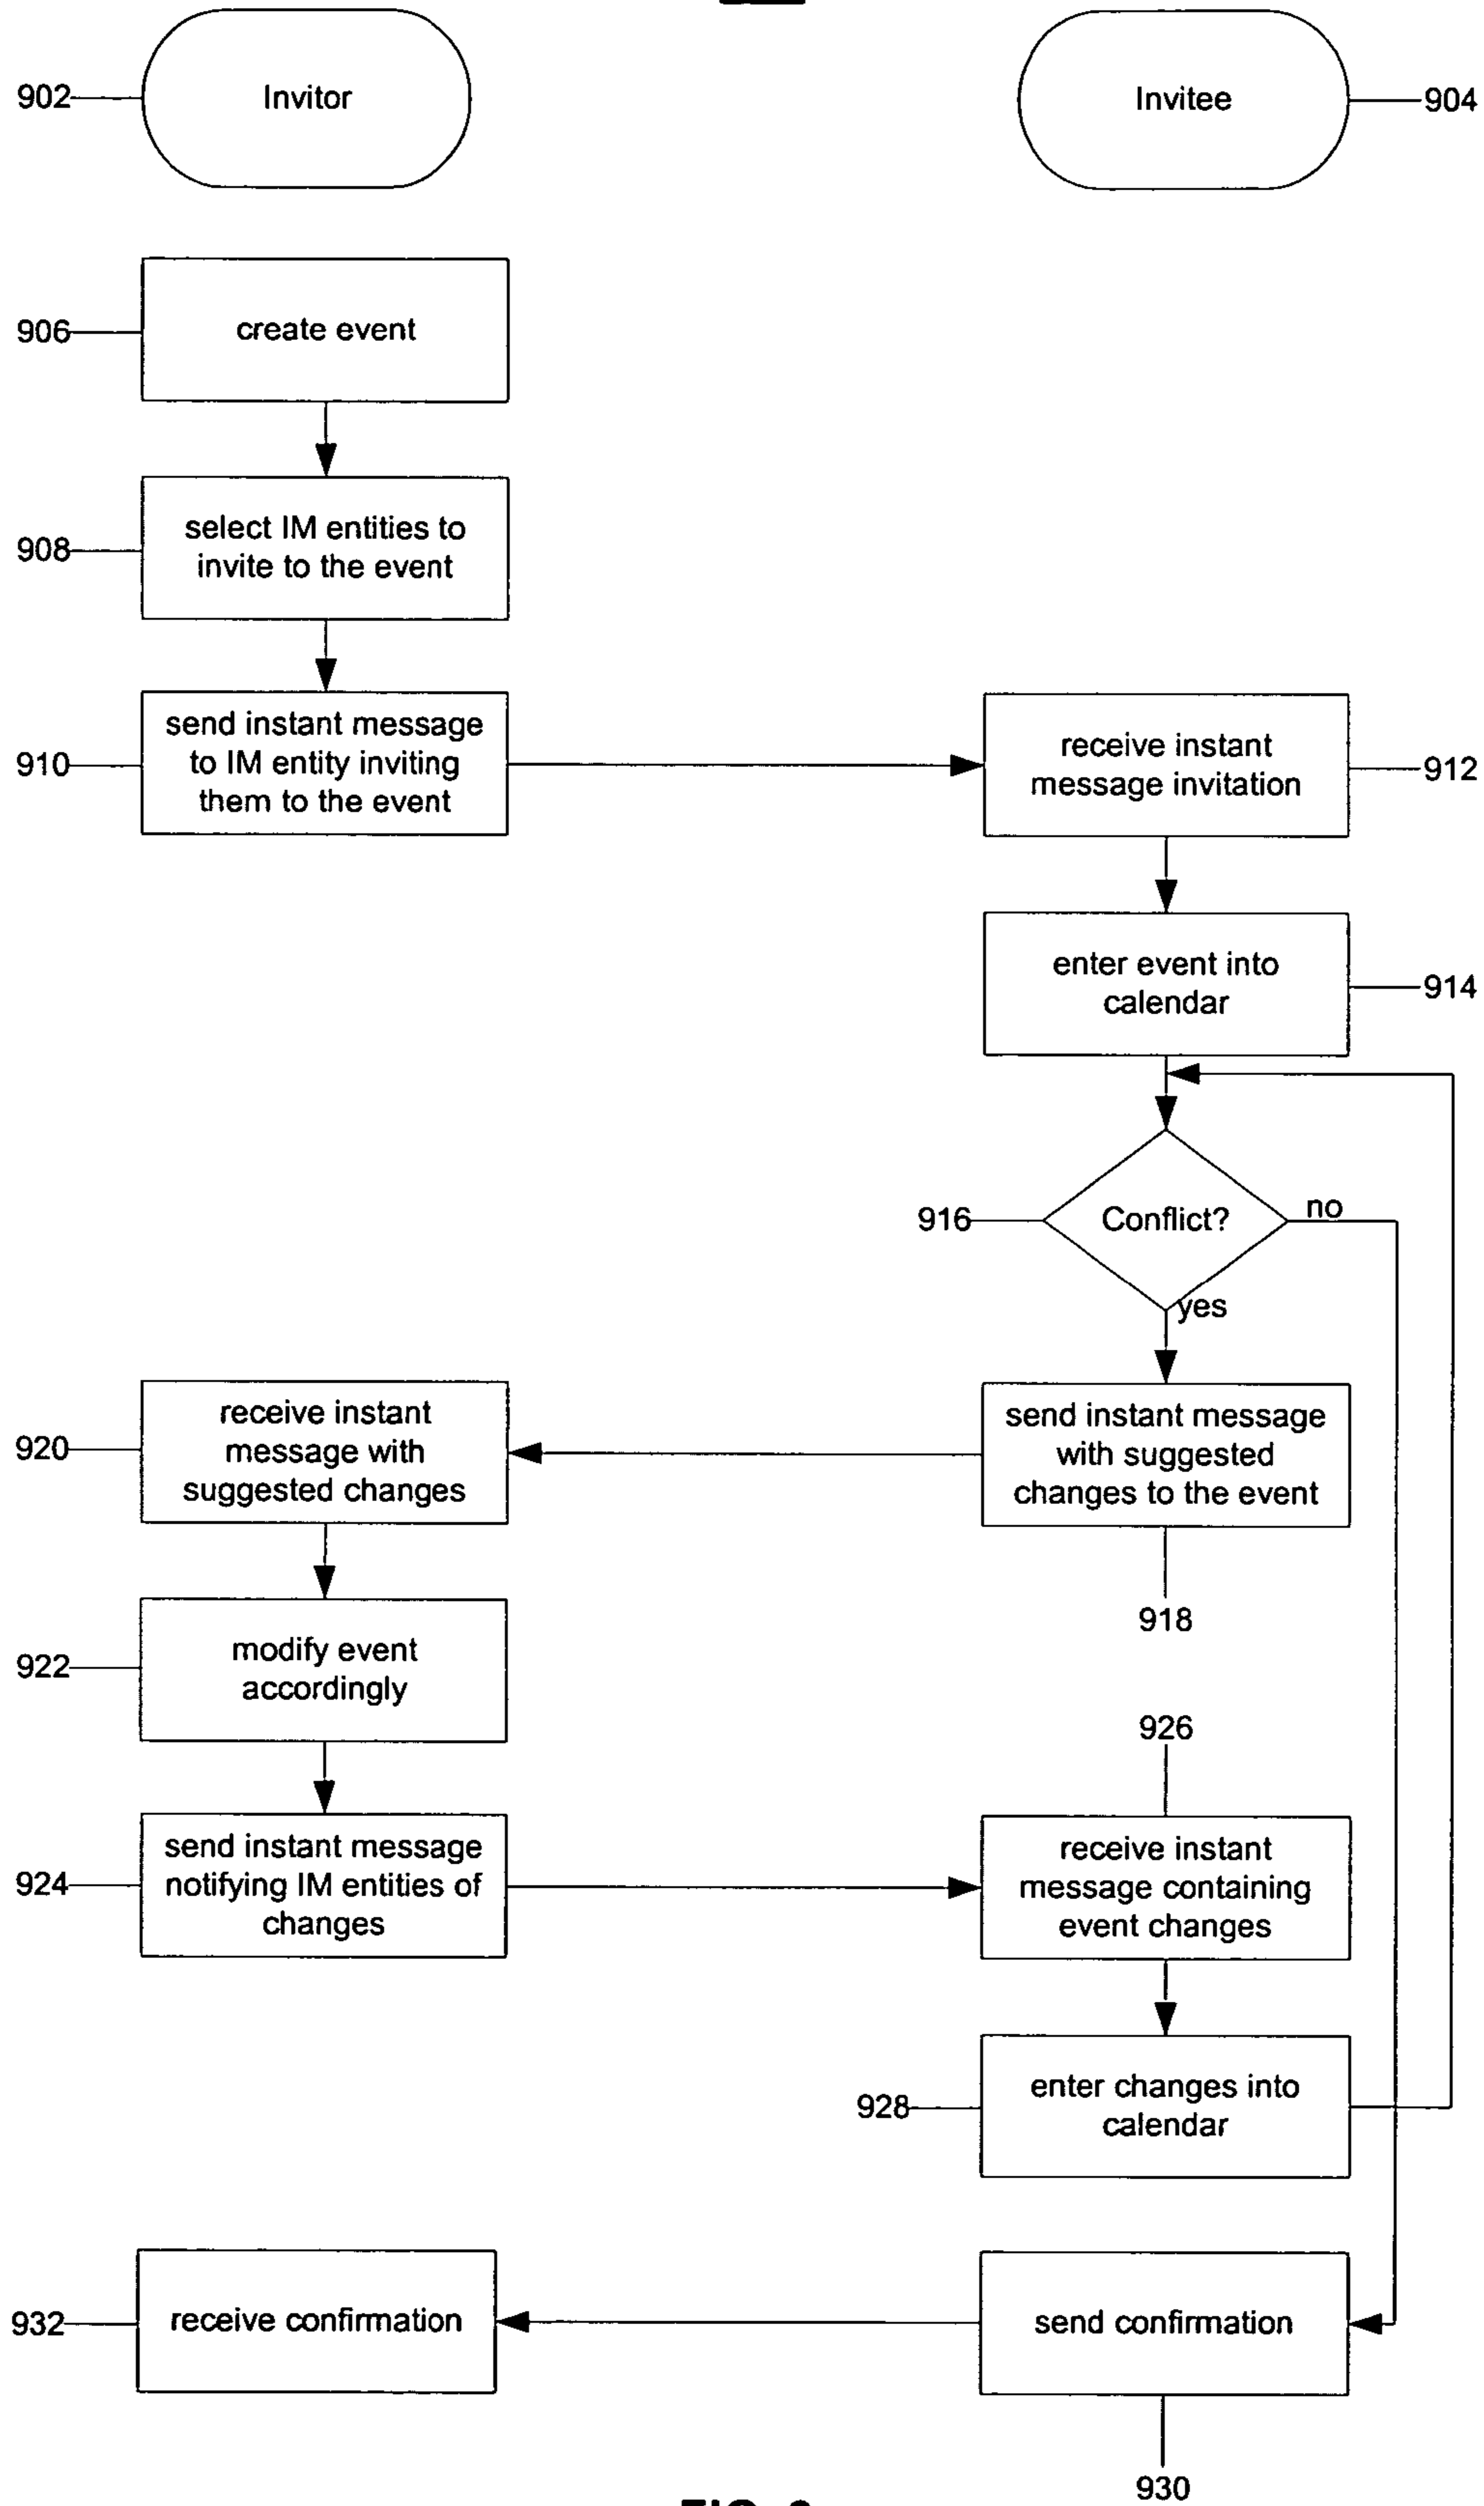 902
Invitor
Invitee
904
906
create event
908
select IM entities to
invite to the event
910
send instant message
to IM entity inviting
them to the event
receive instant
message invitation
912
enter event into
calendar
914
916
Conflict?
no
yes
920
receive instant
message with
suggested changes
send instant message
with suggested
changes to the event
918
922
modify event
accordingly
926
924
send instant message
notifying IM entities of
changes
receive instant
message containing
event changes
928
enter changes into
calendar
932
receive confirmation
send confirmation
930